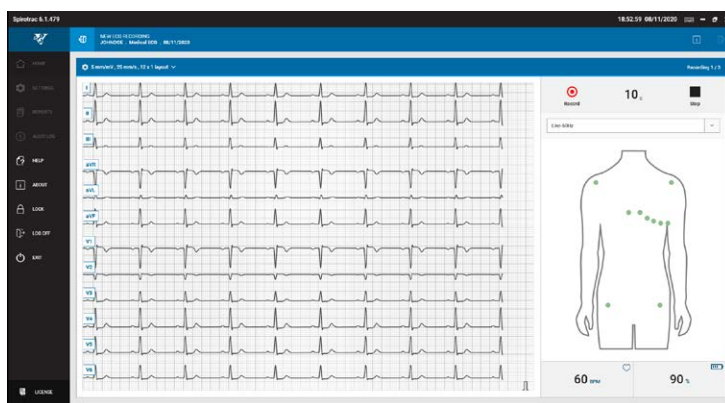 Spirotrac 6.1.479
18:52:59 08/11/2020
NEW ECG RECORDING
JOHNDOE , Medical ECG , 08/11/2020
HOME
SETTINGS
REPORTS
AUDIT LOG
HELP
ABOUT
LOCK
LOG OFF
EXIT
LICENSE
5 mm/mV , 25 mm/s , 12 x 1 layout
Recording 1 / 3
I
II
III
aVR
aVL
aVF
V1
V2
V3
V4
V5
V6
Record
10 s
Stop
60 BPM
90 %